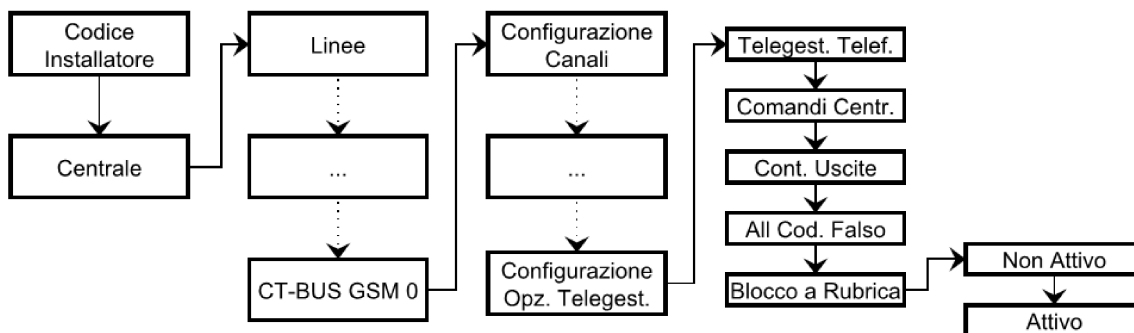 Codice
Installatore
Centrale
Linee
...
CT-BUS GSM 0
Configurazione
Canali
...
Configurazione
Opz. Telegest.
Telegest. Telef.
Comandi Centr.
Cont. Uscite
All Cod. Falso
Blocco a Rubrica
Non Attivo
Attivo